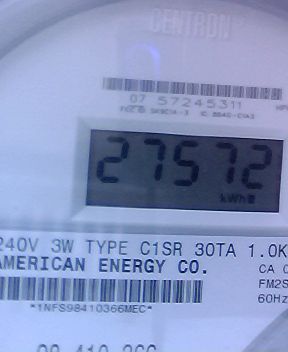 CENTRON®
07 57245311
27572
kWh
240V 3W TYPE C1SR 30TA 1.0K
AMERICAN ENERGY CO.
CA
FM2S
60Hz
*1NFS98410366MEC*